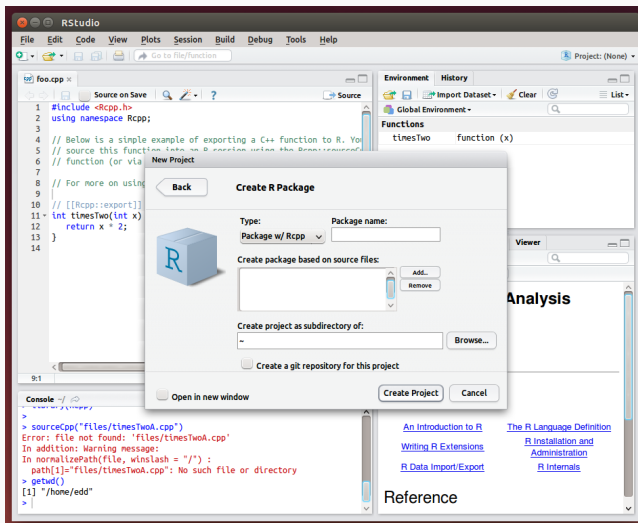 RStudio
File Edit Code View Plots Session Build Debug Tools Help
Go to file/function
Project: (None)
foo.cpp
Source on Save
Source
1 #include <Rcpp.h>
2 using namespace Rcpp;
3
4 // Below is a simple example of exporting a C++ function to R. You
5 // source this function into an R session using the Rcpp::sourceC
6 // function (or via
7
8 // For more on using
9
10 // [[Rcpp::export]]
11 int timesTwo(int x)
12 return x * 2;
13 }
14
9:1
Environment History
Import Dataset Clear List
Global Environment
Functions
timesTwo function (x)
New Project
Back
Create R Package
Type:
Package name:
Package w/ Rcpp
R
Create package based on source files:
Add...
Remove
Create project as subdirectory of:
~
Browse...
Create a git repository for this project
Open in new window
Create Project
Cancel
Viewer
Analysis
Console ~/
>
> sourceCpp("files/timesTwoA.cpp")
Error: file not found: 'files/timesTwoA.cpp'
In addition: Warning message:
In normalizePath(file, winslash = "/") :
path[1]="files/timesTwoA.cpp": No such file or directory
> getwd()
[1] "/home/edd"
>
An Introduction to R
The R Language Definition
Writing R Extensions
R Installation and
Administration
R Data Import/Export
R Internals
Reference